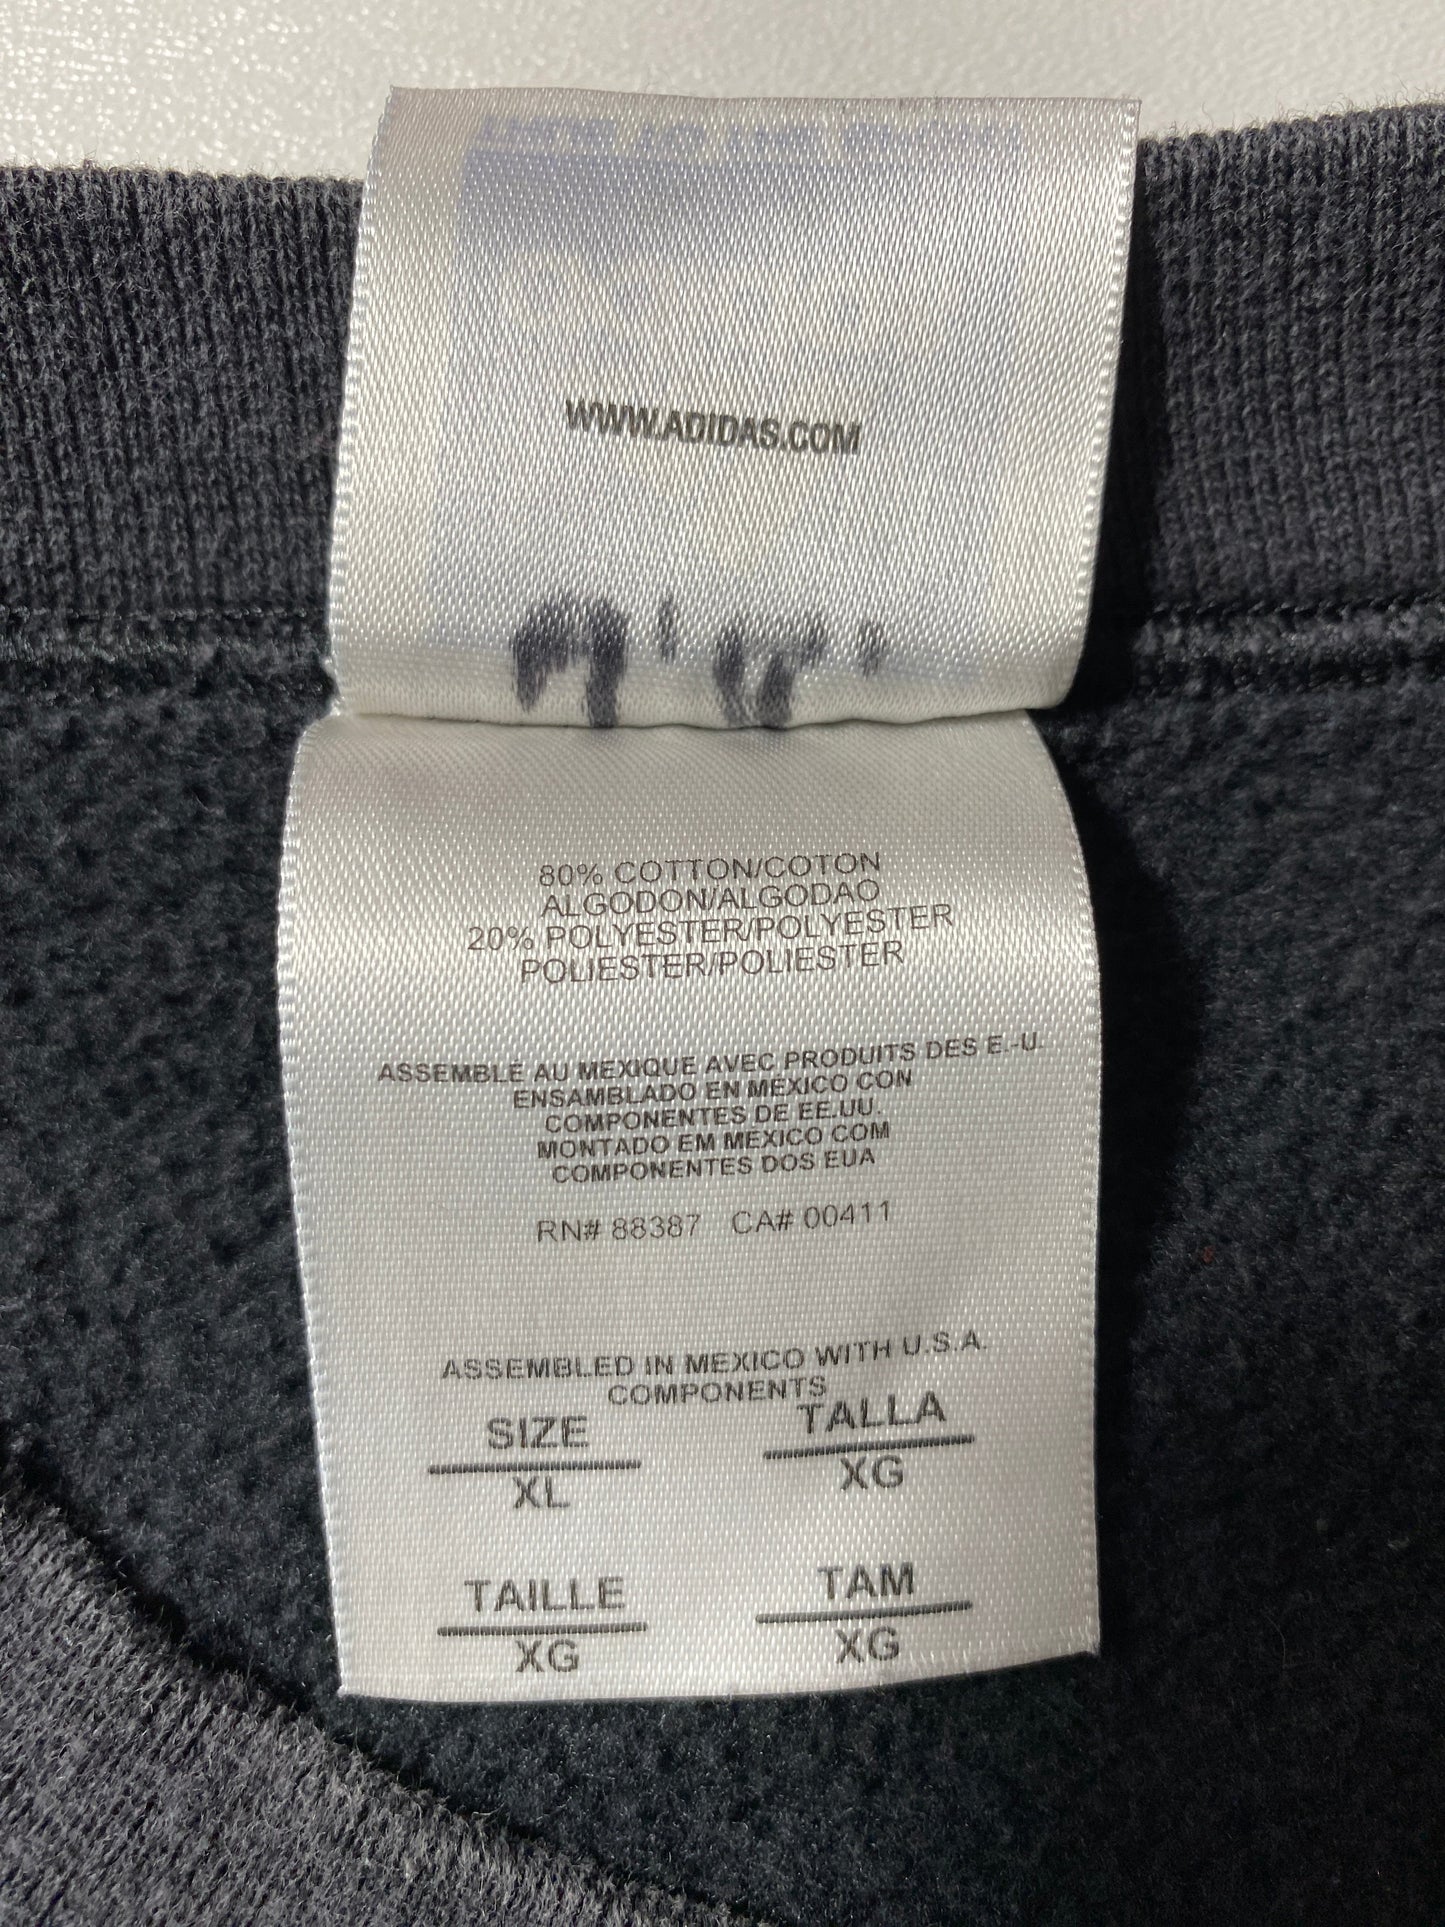 WWW.ADIDAS.COM
80% COTTON/COTON
ALGODON/ALGODAO
20% POLYESTER/POLYESTER
POLIESTER/POLIESTER
ASSEMBLÉ AU MEXIQUE AVEC PRODUITS DES E.-U.
ENSAMBLADO EN MEXICO CON
COMPONENTES DE EE.UU.
MONTADO EM MEXICO COM
COMPONENTES DOS EUA
RN# 88387 CA# 00411
ASSEMBLED IN MEXICO WITH U.S.A.
COMPONENTS
SIZE TALLA
XL XG
TAILLE TAM
XG XG